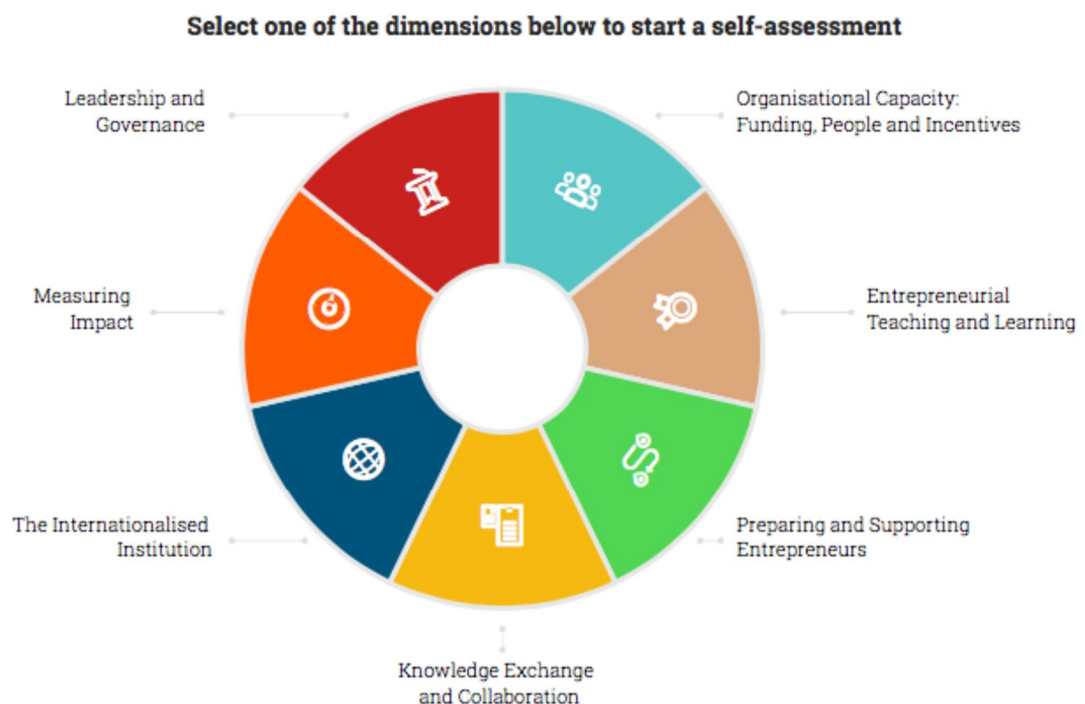 Select one of the dimensions below to start a self-assessment
Leadership and
Governance
Organisational Capacity:
Funding, People and Incentives
Measuring
Impact
Entrepreneurial
Teaching and Learning
The Internationalised
Institution
Preparing and Supporting
Entrepreneurs
Knowledge Exchange
and Collaboration